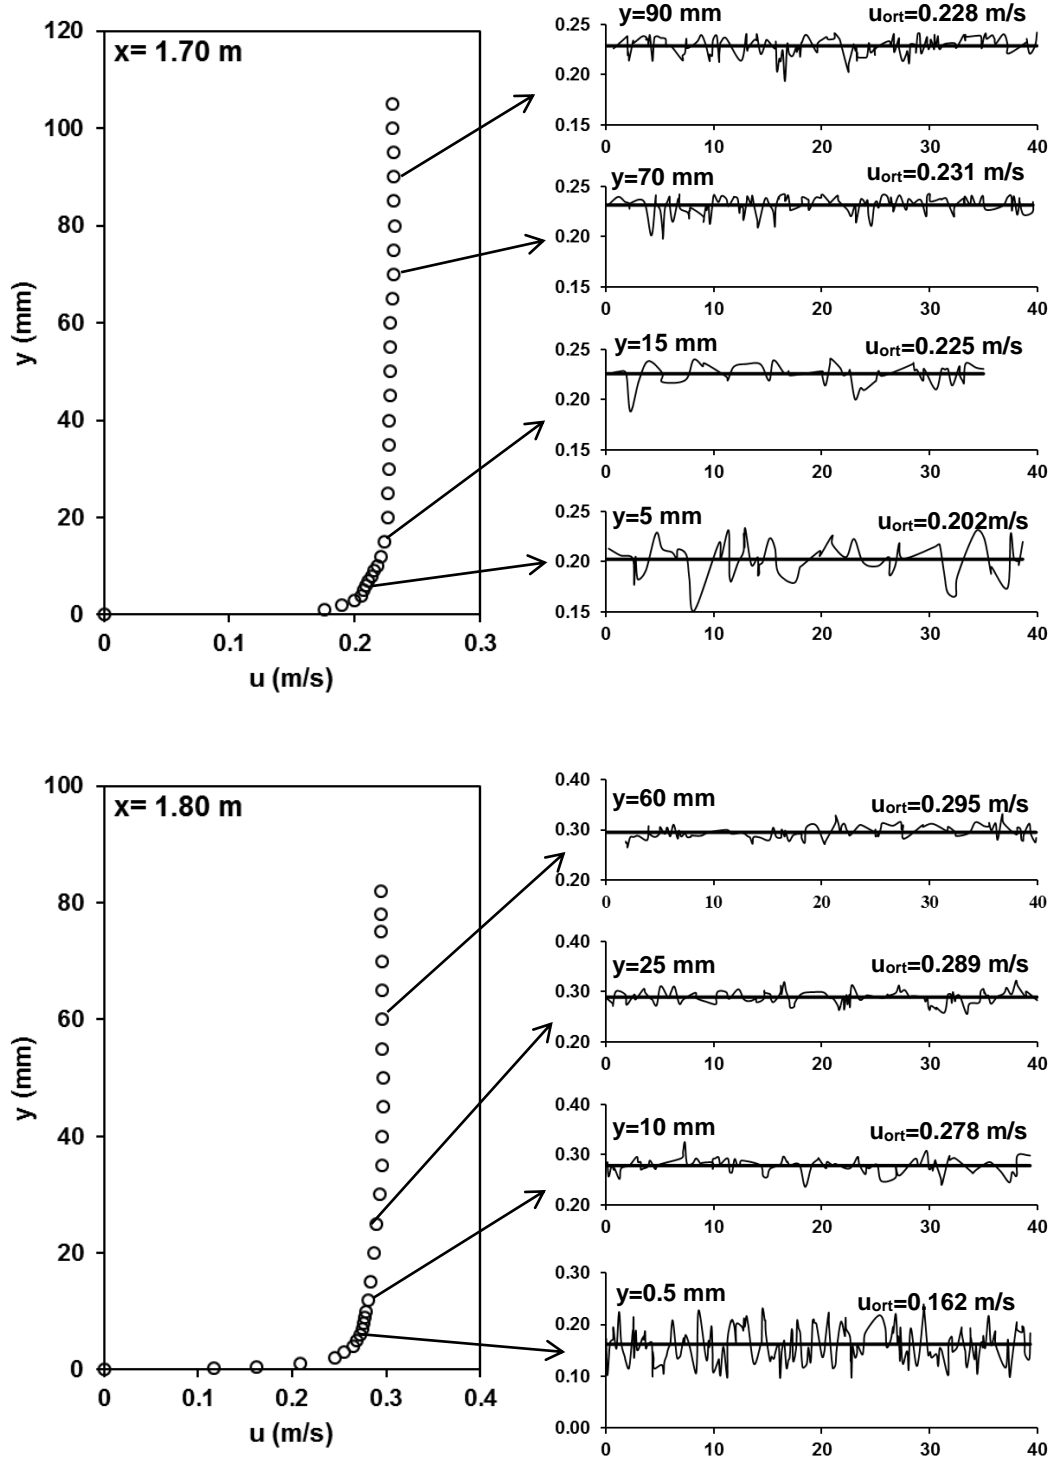 x= 1.70 m
120
100
80
60
40
20
0
y (mm)
0 0.1 0.2 0.3
u (m/s)
y=90 mm uort=0.228 m/s
0.25
0.20
0.15
0 10 20 30 40
y=70 mm uort=0.231 m/s
0.25
0.20
0.15
0 10 20 30 40
y=15 mm uort=0.225 m/s
0.25
0.20
0.15
0 10 20 30 40
y=5 mm uort=0.202m/s
0.25
0.20
0.15
0 10 20 30 40
x= 1.80 m
100
80
60
40
20
0
y (mm)
0 0.1 0.2 0.3 0.4
u (m/s)
y=60 mm uort=0.295 m/s
0.40
0.30
0.20
0 10 20 30 40
y=25 mm uort=0.289 m/s
0.40
0.30
0.20
0 10 20 30 40
y=10 mm uort=0.278 m/s
0.40
0.30
0.20
0 10 20 30 40
y=0.5 mm uort=0.162 m/s
0.30
0.20
0.10
0.00
0 10 20 30 40